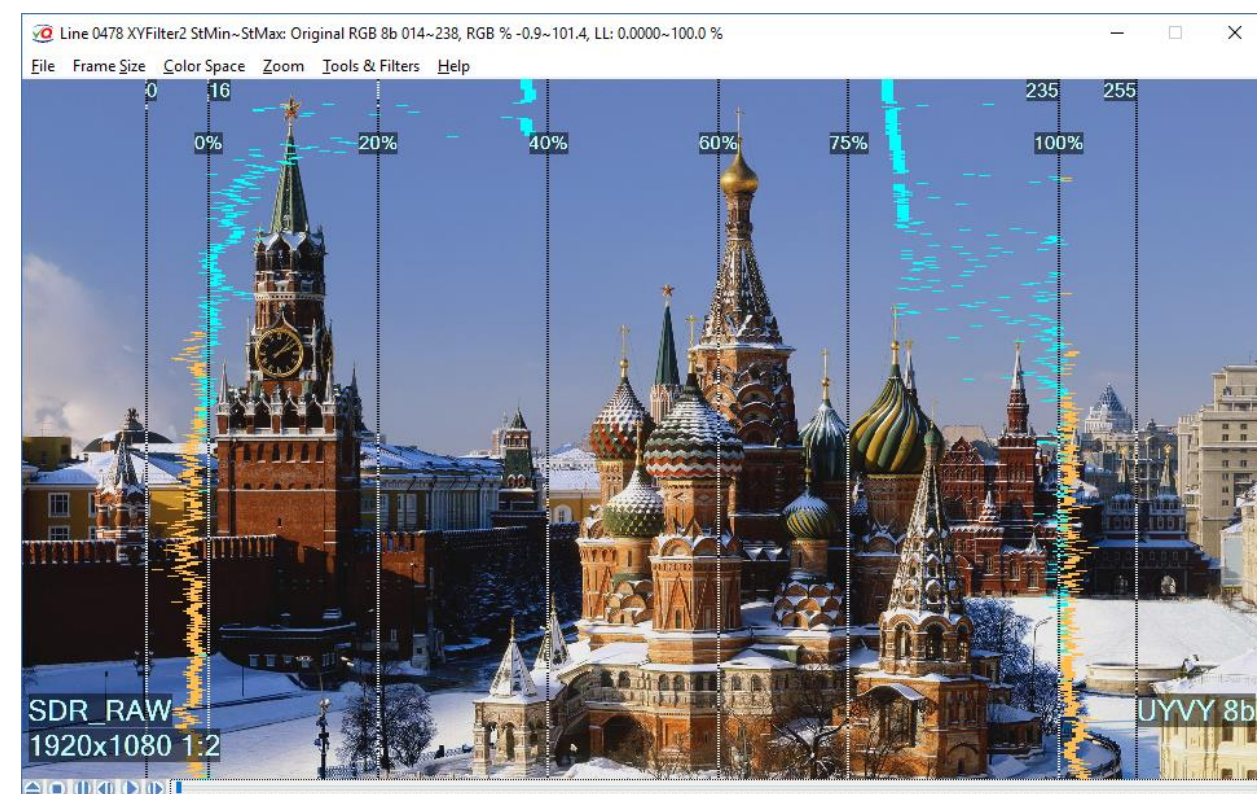 Line 0478 XYFilter2 StMin~StMax: Original RGB 8b 014~238, RGB % -0.9~101.4, LL: 0.0000~100.0 %
File Frame Size Color Space Zoom Tools & Filters Help
0 16 235 255
0% 20% 40% 60% 75% 100%
SDR_RAW UYVY 8b
1920x1080 1:2